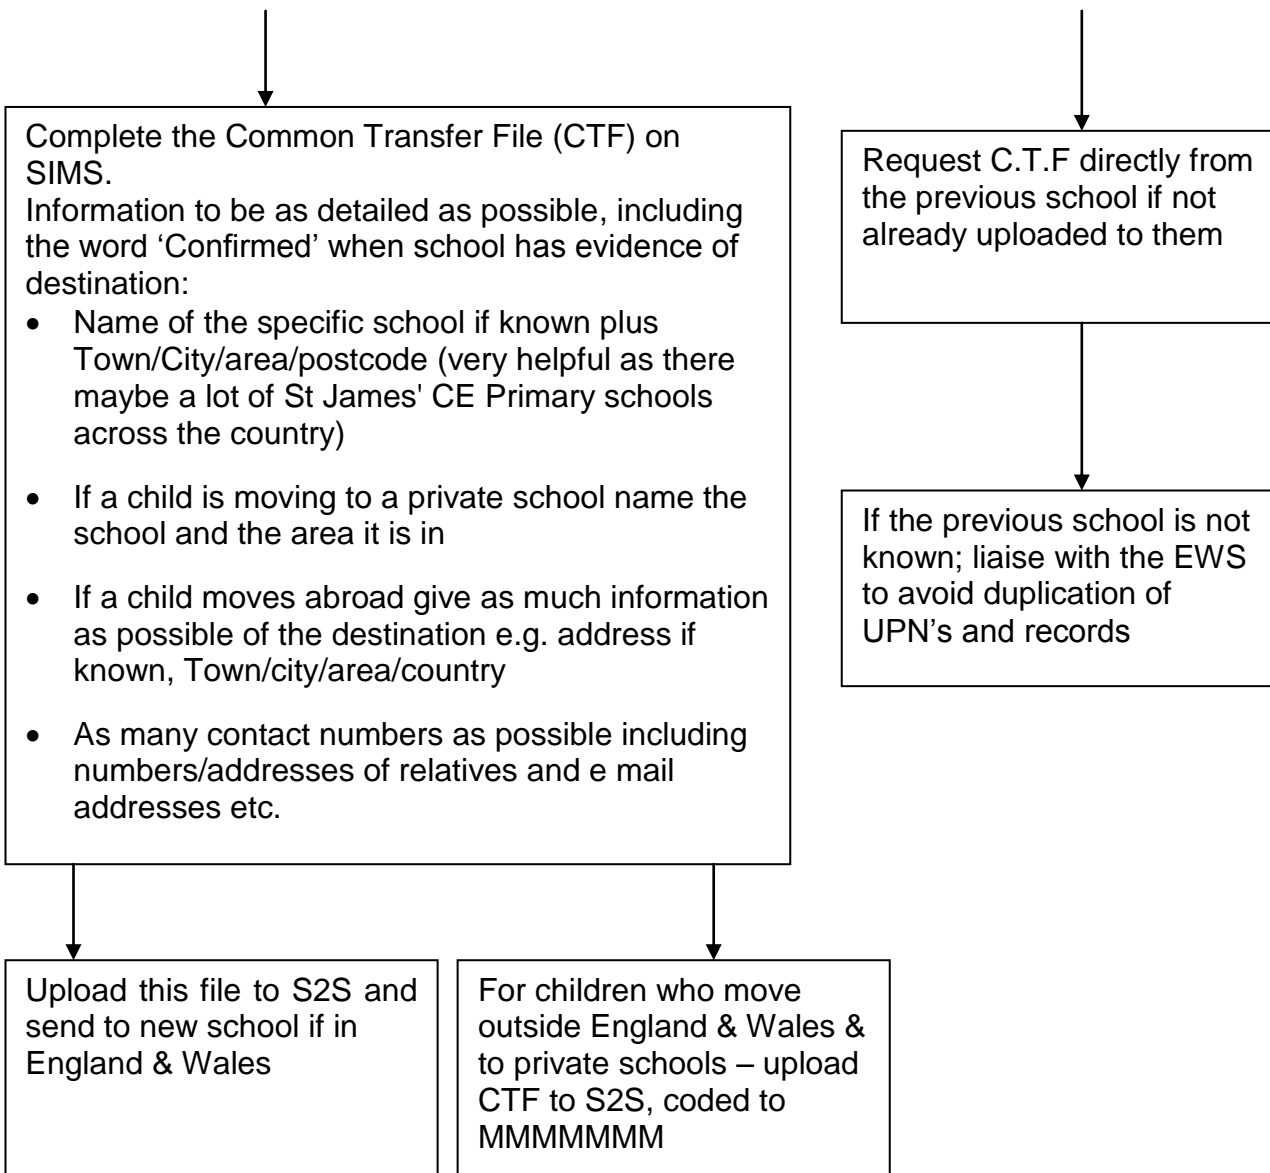 Complete the Common Transfer File (CTF) on
SIMS.
Information to be as detailed as possible, including
the word ‘Confirmed’ when school has evidence of
destination:
• Name of the specific school if known plus
Town/City/area/postcode (very helpful as there
maybe a lot of St James' CE Primary schools
across the country)
• If a child is moving to a private school name the
school and the area it is in
• If a child moves abroad give as much information
as possible of the destination e.g. address if
known, Town/city/area/country
• As many contact numbers as possible including
numbers/addresses of relatives and e mail
addresses etc.
Request C.T.F directly from
the previous school if not
already uploaded to them
If the previous school is not
known; liaise with the EWS
to avoid duplication of
UPN’s and records
Upload this file to S2S and
send to new school if in
England & Wales
For children who move
outside England & Wales &
to private schools – upload
CTF to S2S, coded to
MMMMMMM